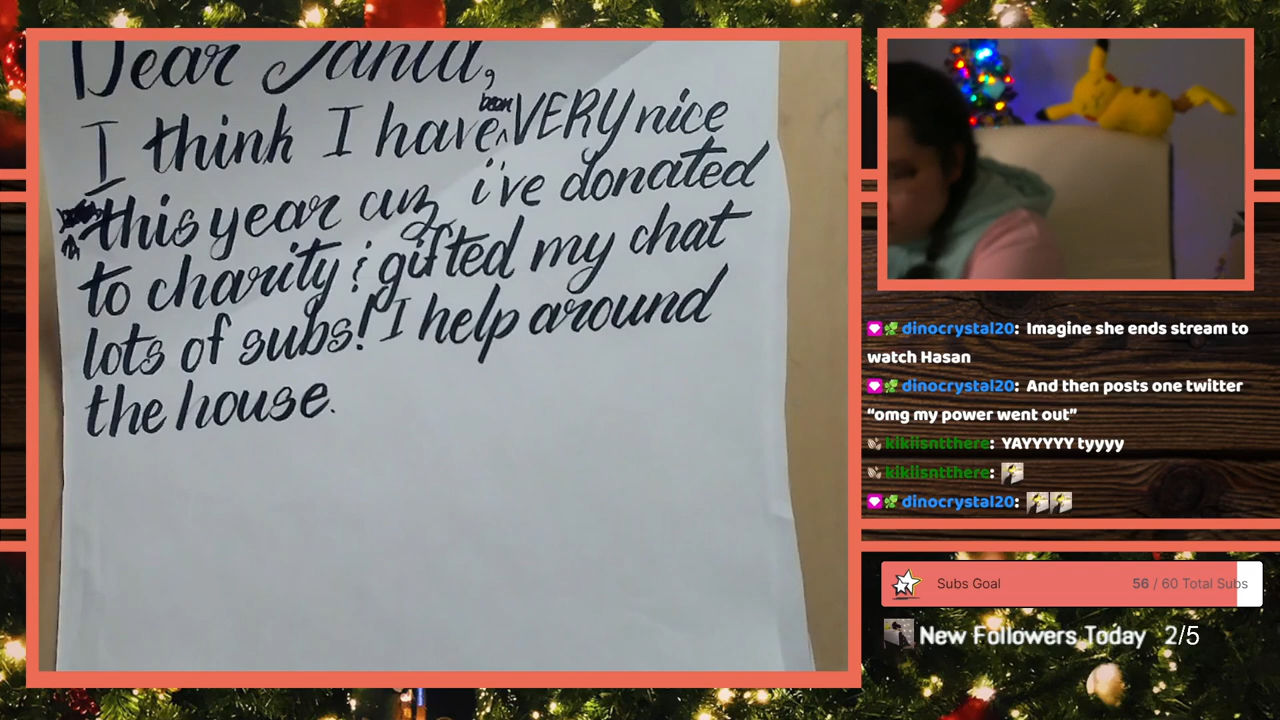 Dear Santa,
I think I have been VERY nice
this year cuz i've donated
to charity & gifted my chat
lots of subs! I help around
the house.
dinocrystal20: Imagine she ends stream to
watch Hasan
dinocrystal20: And then posts one twitter
“omg my power went out”
kikiisntthere: YAYYYYY tyyyy
kikiisntthere:
dinocrystal20:
Subs Goal 56 / 60 Total Subs
New Followers Today 2/5